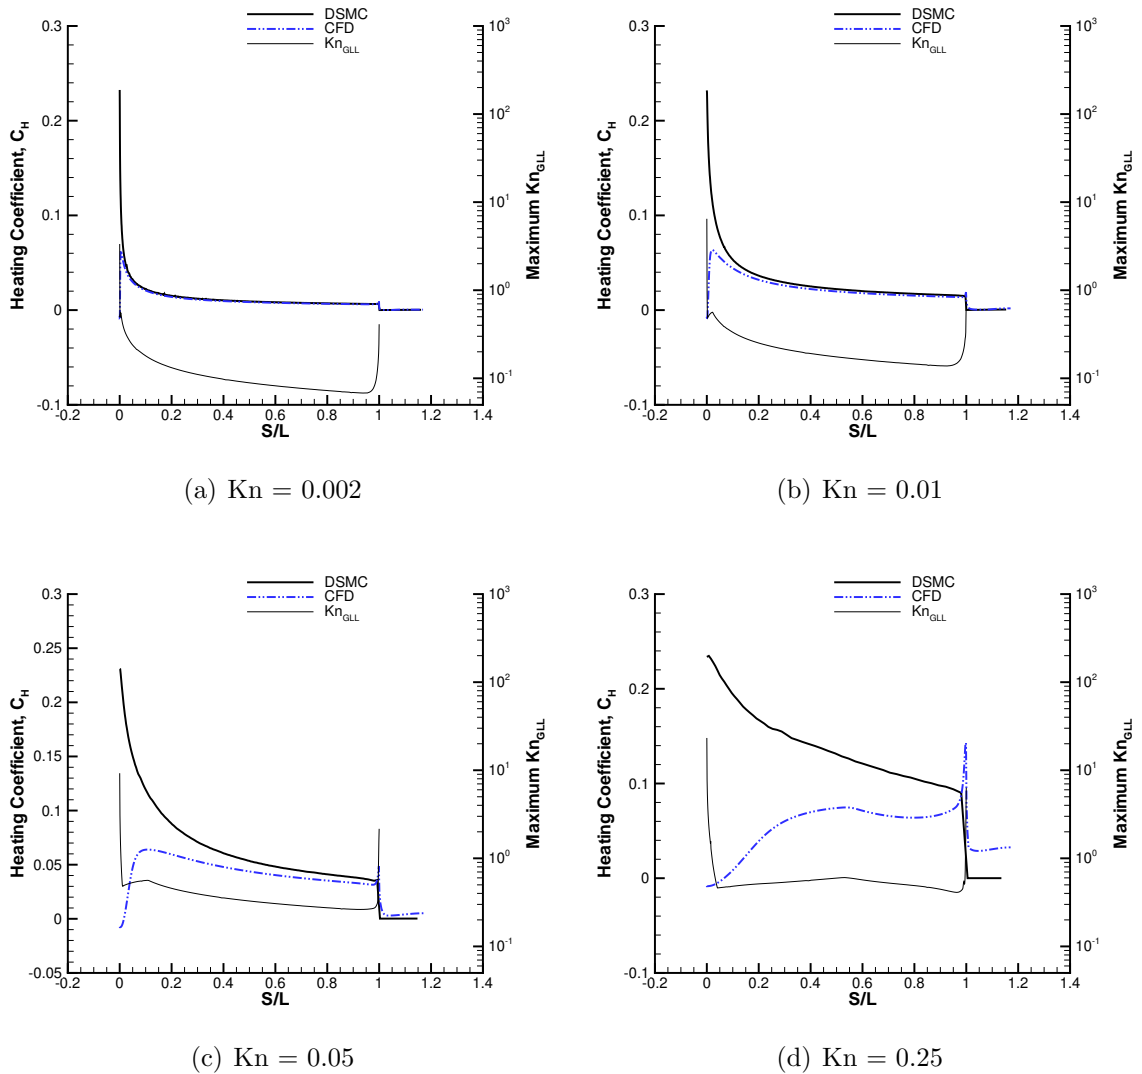 DSMC
CFD
Kn_GLL
0.3
0.2
0.1
0
-0.1
Heating Coefficient, C_H
10^3
10^2
10^1
10^0
10^-1
Maximum Kn_GLL
-0.2 0 0.2 0.4 0.6 0.8 1 1.2 1.4
S/L
(a) Kn = 0.002
DSMC
CFD
Kn_GLL
0.3
0.2
0.1
0
-0.1
Heating Coefficient, C_H
10^3
10^2
10^1
10^0
10^-1
Maximum Kn_GLL
-0.2 0 0.2 0.4 0.6 0.8 1 1.2 1.4
S/L
(b) Kn = 0.01
DSMC
CFD
Kn_GLL
0.3
0.25
0.2
0.15
0.1
0.05
0
-0.05
Heating Coefficient, C_H
10^3
10^2
10^1
10^0
10^-1
Maximum Kn_GLL
-0.2 0 0.2 0.4 0.6 0.8 1 1.2 1.4
S/L
(c) Kn = 0.05
DSMC
CFD
Kn_GLL
0.3
0.2
0.1
0
-0.1
Heating Coefficient, C_H
10^3
10^2
10^1
10^0
10^-1
Maximum Kn_GLL
-0.2 0 0.2 0.4 0.6 0.8 1 1.2 1.4
S/L
(d) Kn = 0.25